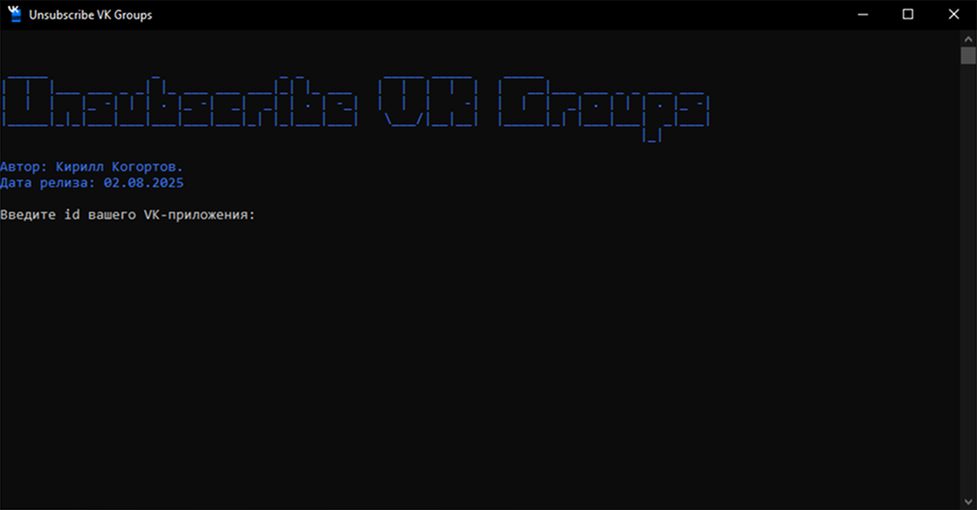 Unsubscribe VK Groups
Unsubscribe VK Groups
Автор: Кирилл Когортов.
Дата релиза: 02.08.2025
Введите id вашего VK-приложения: